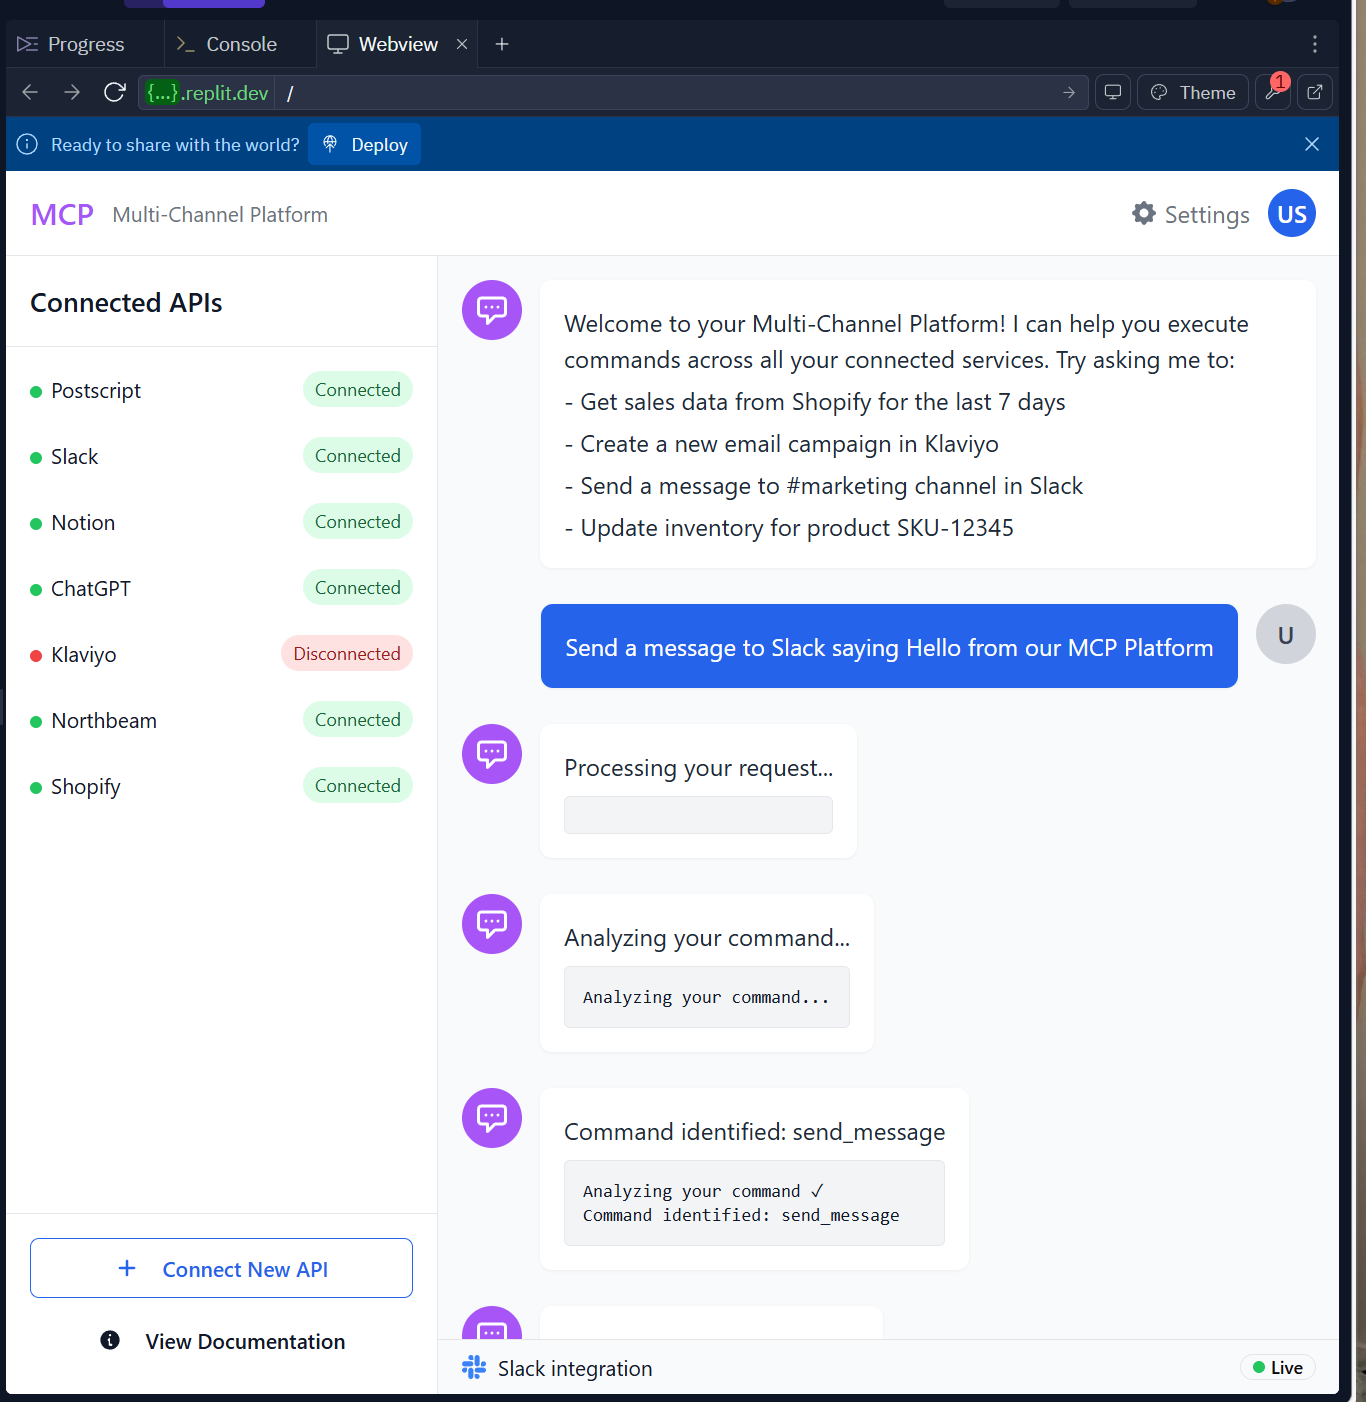 Progress
Console
Webview
{...}.replit.dev
/
Theme
1
Ready to share with the world?
Deploy
MCP
Multi-Channel Platform
Settings
US
Connected APIs
Postscript
Connected
Slack
Connected
Notion
Connected
ChatGPT
Connected
Klaviyo
Disconnected
Northbeam
Connected
Shopify
Connected
Connect New API
View Documentation
Welcome to your Multi-Channel Platform! I can help you execute
commands across all your connected services. Try asking me to:
- Get sales data from Shopify for the last 7 days
- Create a new email campaign in Klaviyo
- Send a message to #marketing channel in Slack
- Update inventory for product SKU-12345
Send a message to Slack saying Hello from our MCP Platform
U
Processing your request...
Analyzing your command...
Analyzing your command...
Command identified: send_message
Analyzing your command ✓
Command identified: send_message
Slack integration
Live